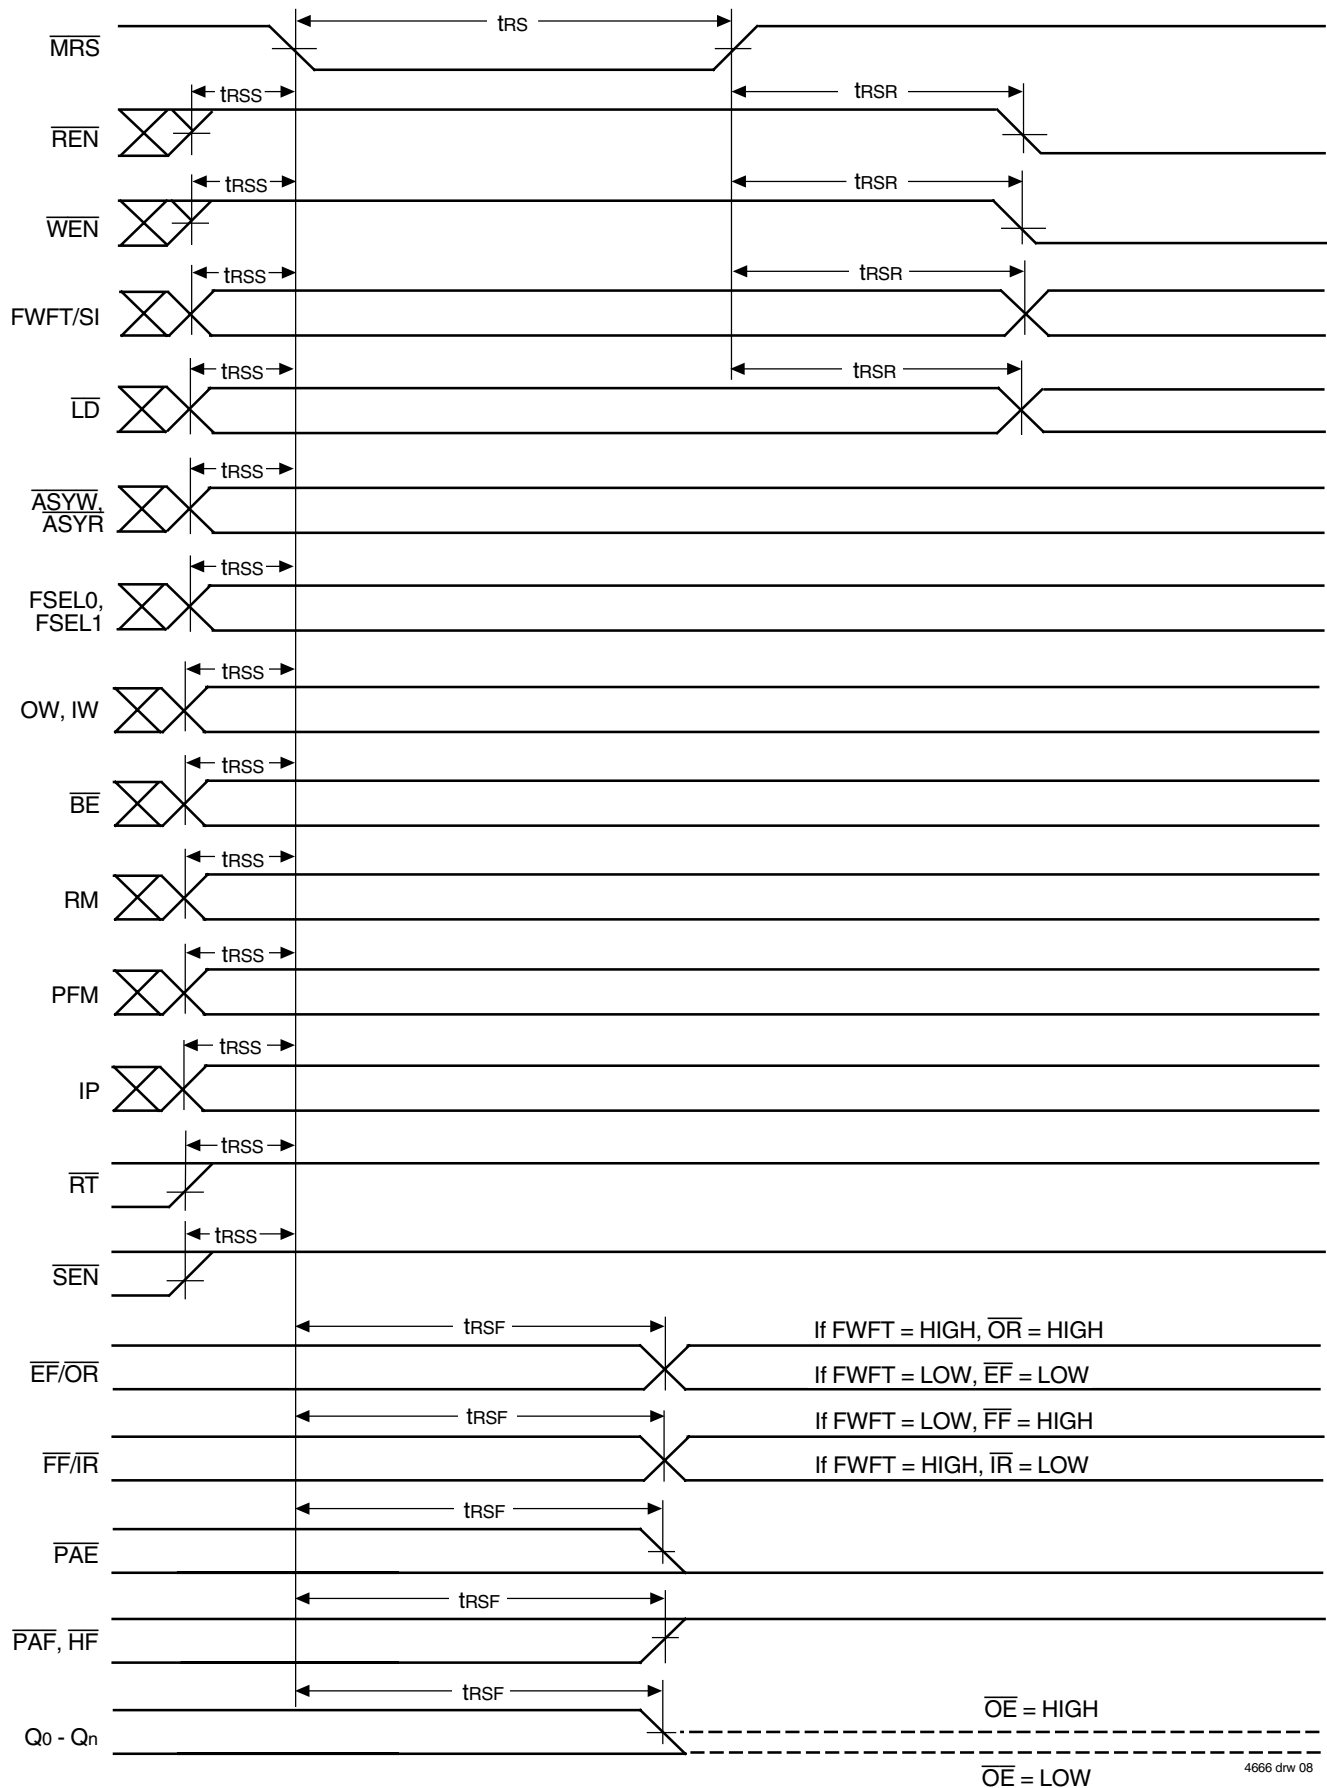 tRS
MRS
tRSS tRSR
REN
tRSS tRSR
WEN
tRSS tRSR
FWFT/SI
tRSS tRSR
LD
tRSS
ASYW,
ASYR
tRSS
FSEL0,
FSEL1
tRSS
OW, IW
tRSS
BE
tRSS
RM
tRSS
PFM
tRSS
IP
tRSS
RT
tRSS
SEN
tRSF If FWFT = HIGH, OR = HIGH
EF/OR If FWFT = LOW, EF = LOW
tRSF If FWFT = LOW, FF = HIGH
FF/IR If FWFT = HIGH, IR = LOW
tRSF
PAE
tRSF
PAF, HF
tRSF
OE = HIGH
Q0 - Qn
4666 drw 08
OE = LOW